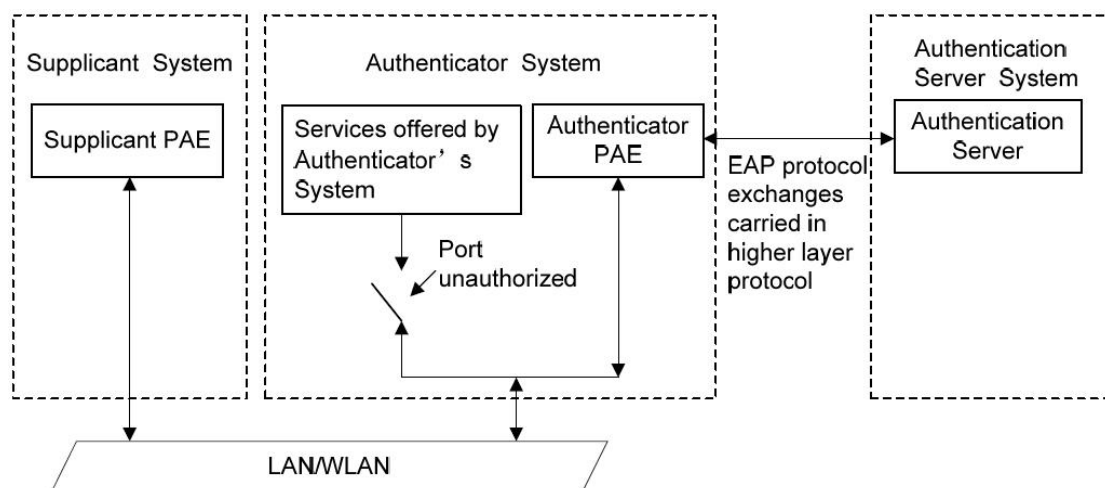 Supplicant System
Supplicant PAE
Authenticator System
Services offered by
Authenticator's
System
Authenticator
PAE
Port
unauthorized
EAP protocol
exchanges
carried in
higher layer
protocol
Authentication
Server System
Authentication
Server
LAN/WLAN